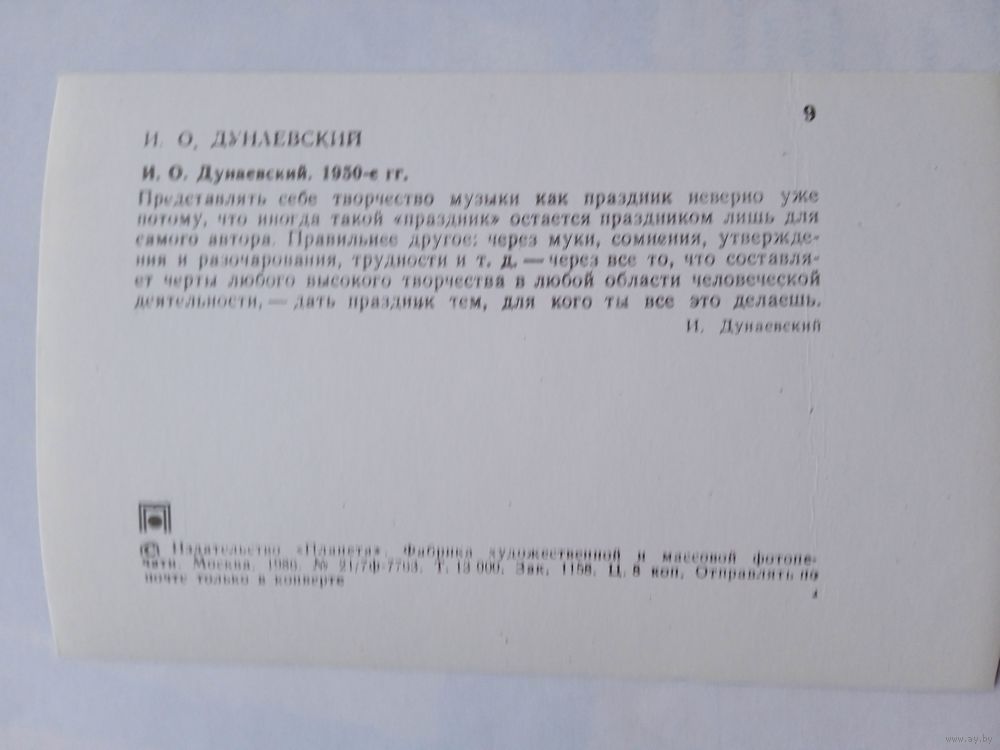 9
И. О. ДУНАЕВСКИЙ
И. О. Дунаевский. 1950-е гг.
Представлять себе творчество музыки как праздник неверно уже
потому, что иногда такой «праздник» остается праздником лишь для
самого автора. Правильнее другое: через муки, сомнения, утвержде-
ния и разочарования, трудности и т. д. — через все то, что составля-
ет черты любого высокого творчества в любой области человеческой
деятельности, — дать праздник тем, для кого ты все это делаешь.
И. Дунаевский
© Издательство «Планета». Фабрика художественной и массовой фотопе-
чати. Москва. 1980. № 21/7ф-7703. Т. 13 000. Зак. 1158. Ц. 8 коп. Отправлять по
почте только в конверте
www.ay.by